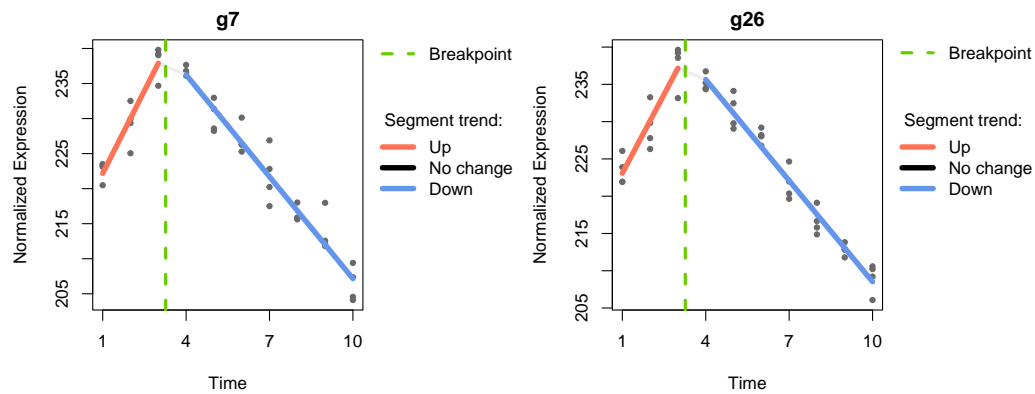 g7
Normalized Expression
235
225
215
205
1 4 7 10
Time
Breakpoint
Segment trend:
Up
No change
Down
g26
Normalized Expression
235
225
215
205
1 4 7 10
Time
Breakpoint
Segment trend:
Up
No change
Down